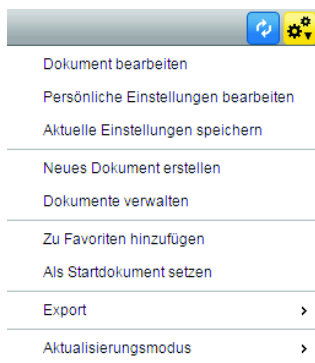 Dokument bearbeiten
Persönliche Einstellungen bearbeiten
Aktuelle Einstellungen speichern
Neues Dokument erstellen
Dokumente verwalten
Zu Favoriten hinzufügen
Als Startdokument setzen
Export
Aktualisierungsmodus